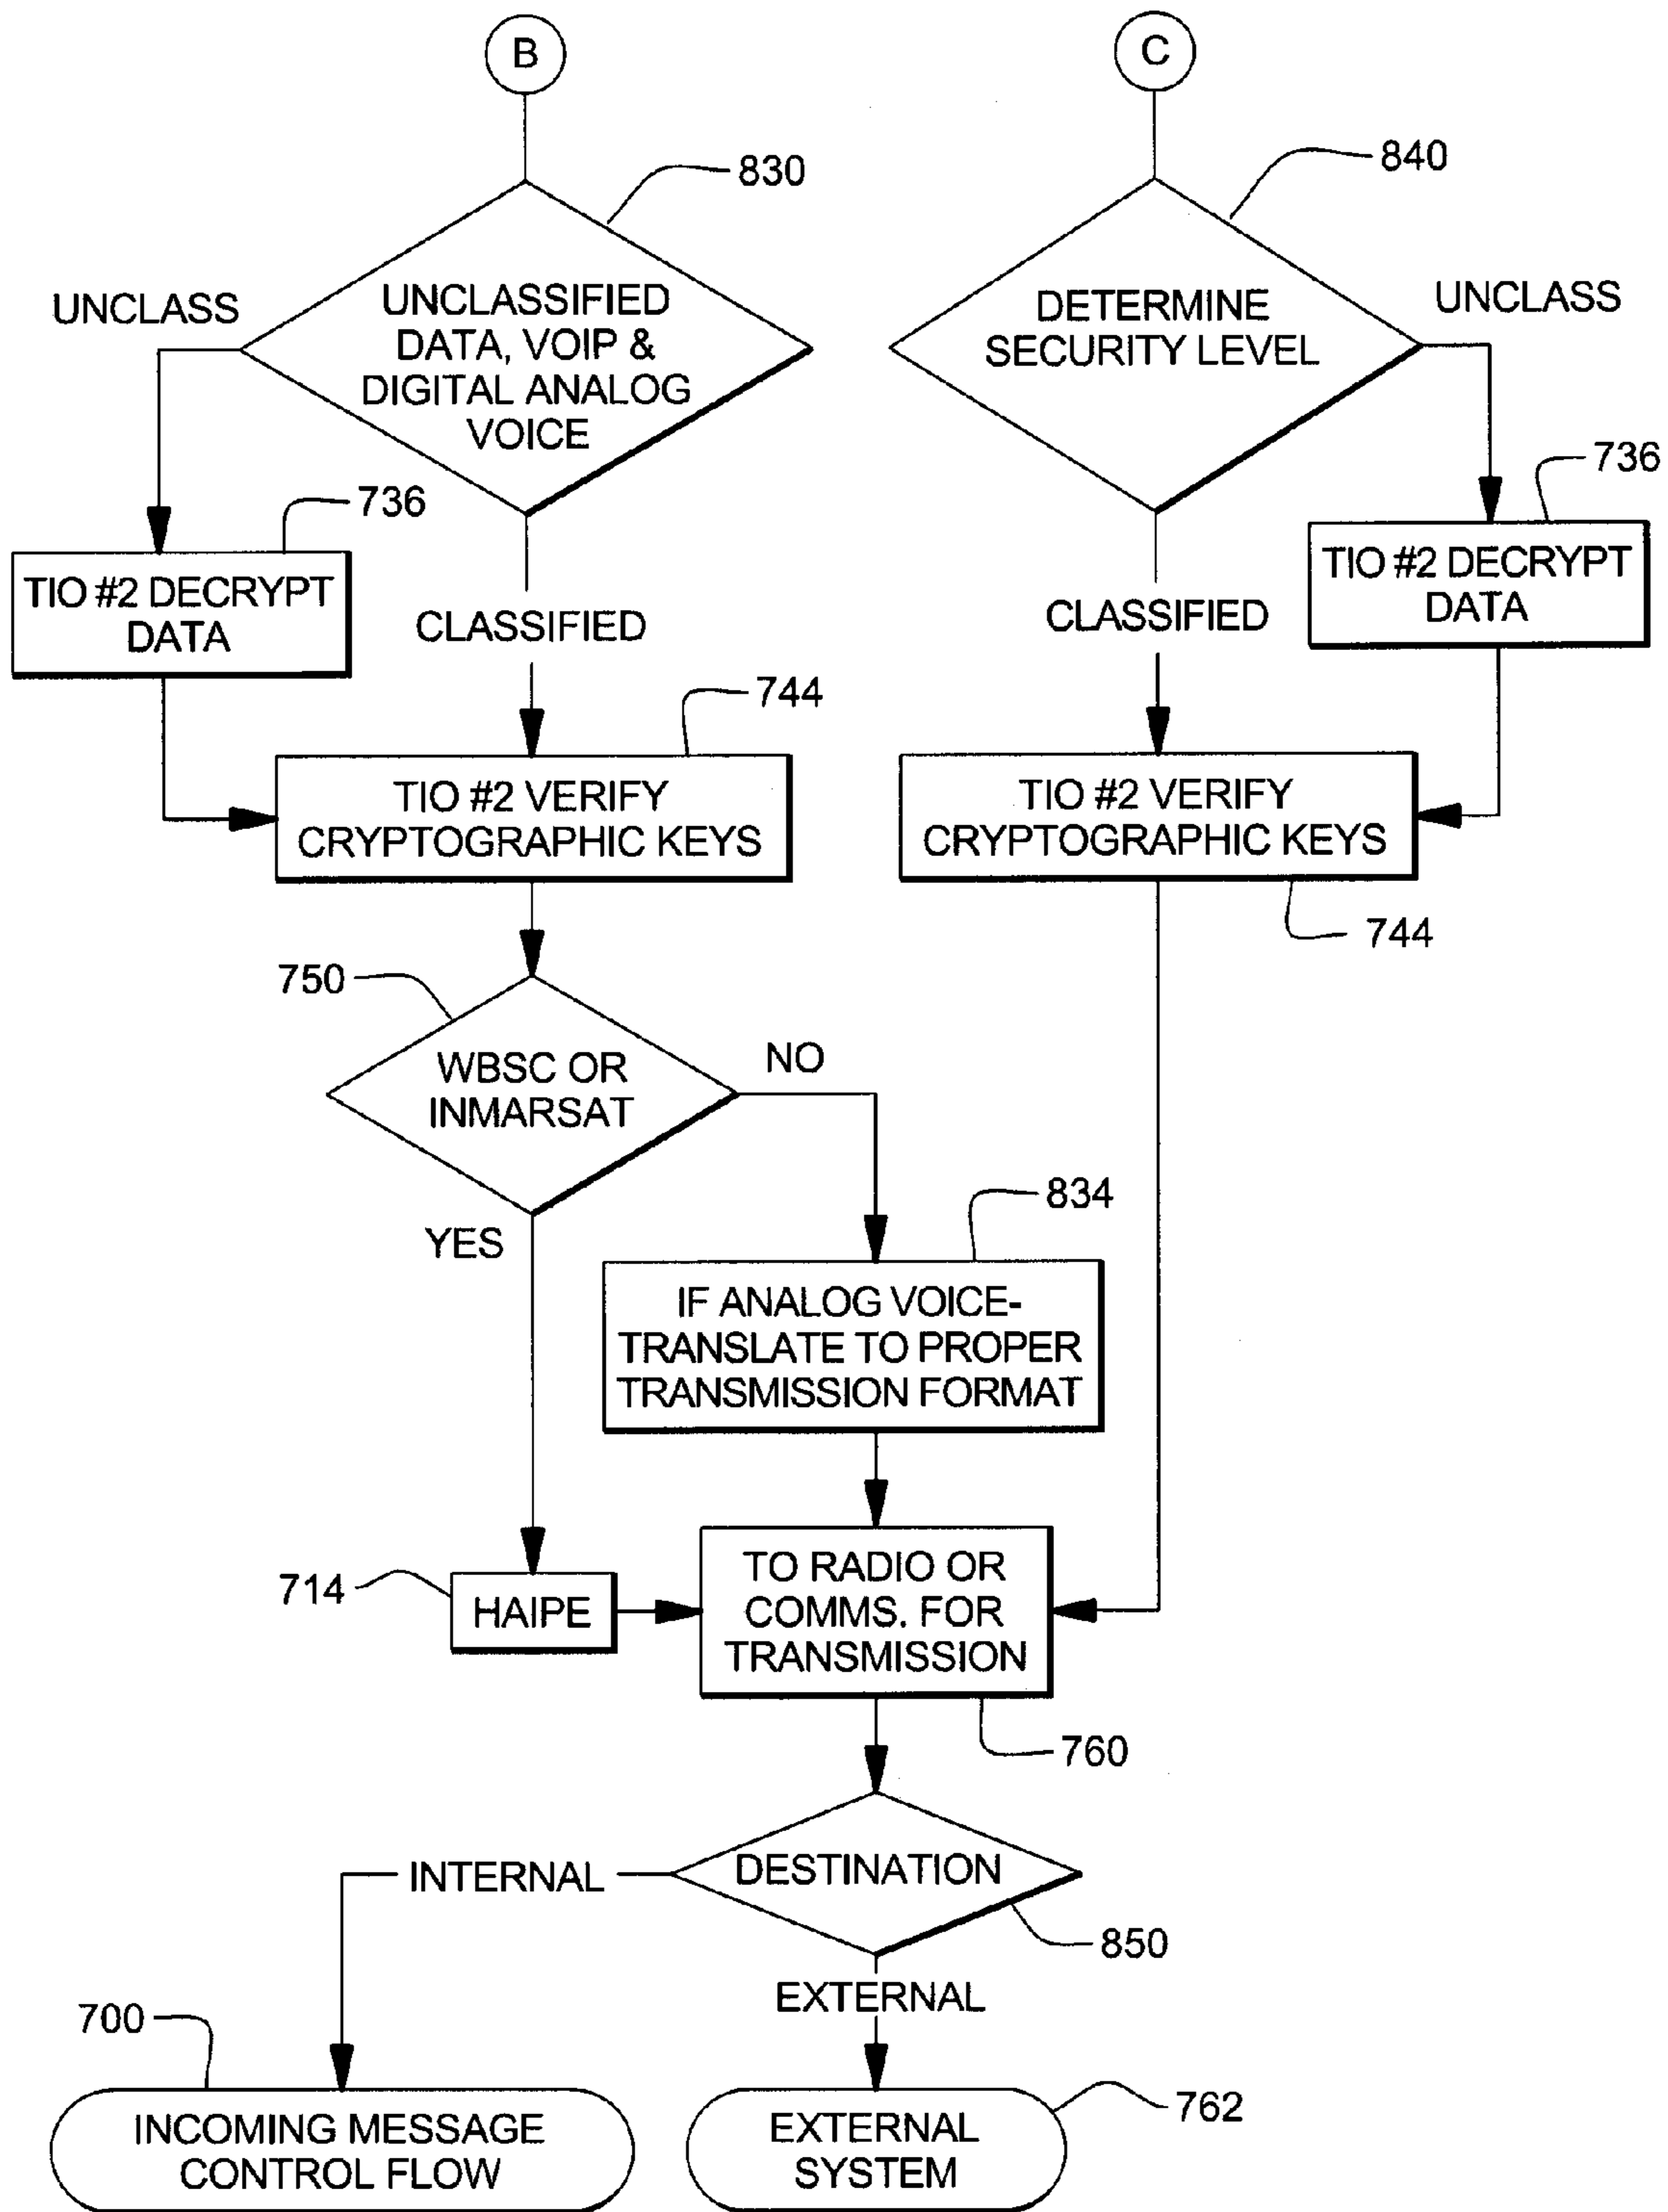 B
C
830
840
UNCLASS
UNCLASSIFIED
DATA, VOIP &
DIGITAL ANALOG
VOICE
DETERMINE
SECURITY LEVEL
UNCLASS
736
736
TIO #2 DECRYPT
DATA
CLASSIFIED
CLASSIFIED
TIO #2 DECRYPT
DATA
744
TIO #2 VERIFY
CRYPTOGRAPHIC KEYS
TIO #2 VERIFY
CRYPTOGRAPHIC KEYS
744
750
WBSC OR
INMARSAT
NO
YES
834
IF ANALOG VOICE-
TRANSLATE TO PROPER
TRANSMISSION FORMAT
714
HAIPE
TO RADIO OR
COMMS. FOR
TRANSMISSION
760
INTERNAL
DESTINATION
850
EXTERNAL
700
762
INCOMING MESSAGE
CONTROL FLOW
EXTERNAL
SYSTEM